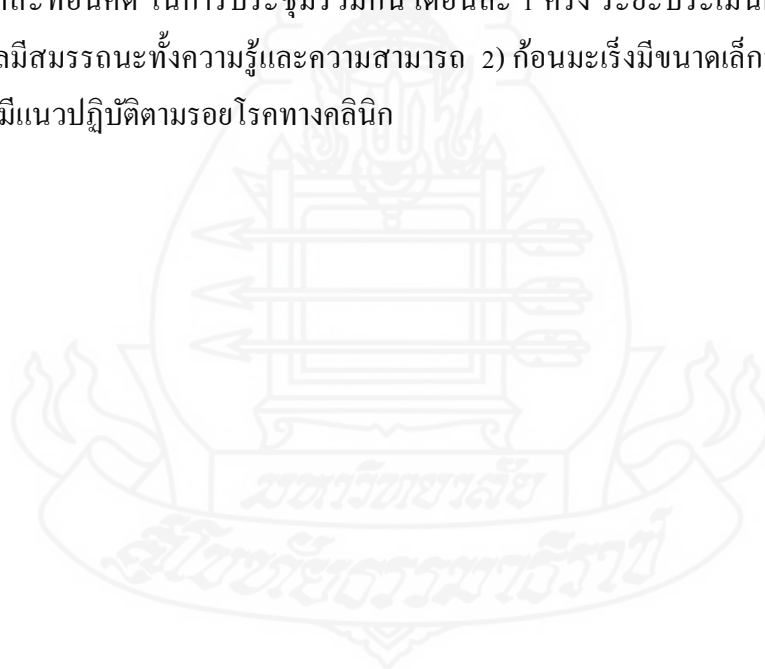 ละท้อนคิด ในการประชุมร่วมกัน เดือนละ 1 ครั้ง ระยะประเมิน
มีสมรรถนะทั้งความรู้และความสามารถ 2) ก้อนมะเร็งมีขนาดเล็ก
มีแนวปฏิบัติตามรอยโรคทางคลินิก
มหาวิทยาลัย
สุโขทัยธรรมาธิราช